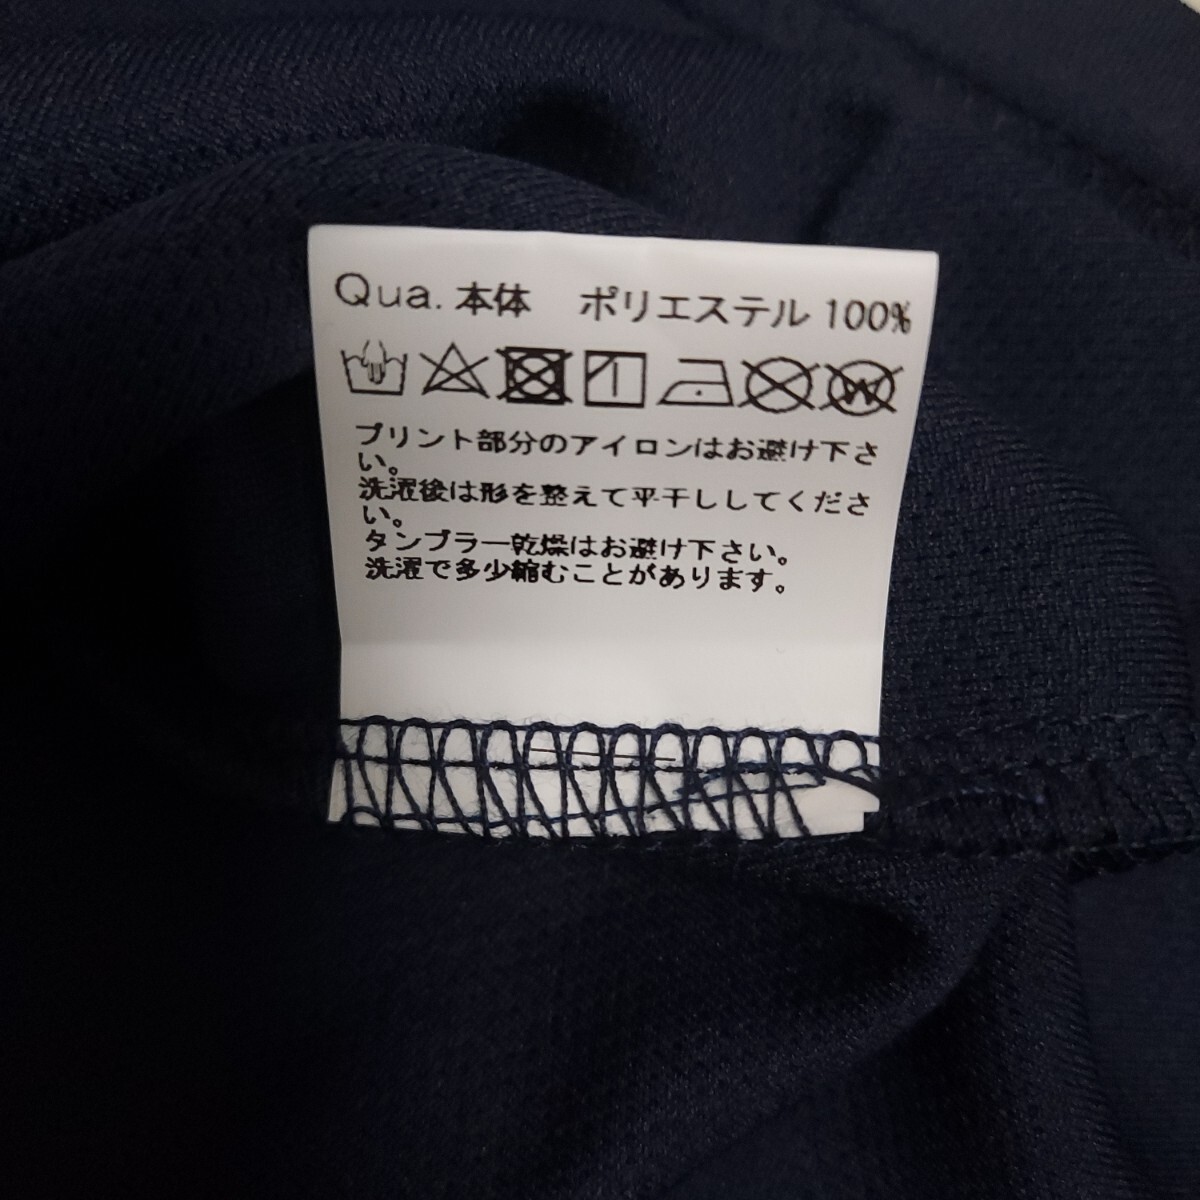 Qua. 本体　ポリエステル 100%
プリント部分のアイロンはお避け下さ
い。
洗濯後は形を整えて平干ししてくださ
い。
タンブラー乾燥はお避け下さい。
洗濯で多少縮むことがあります。